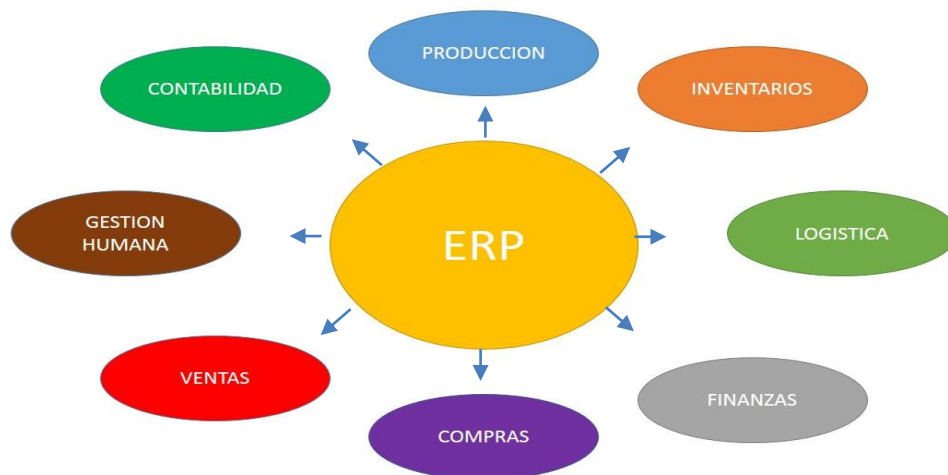 PRODUCCION
CONTABILIDAD
INVENTARIOS
GESTION
HUMANA
ERP
LOGISTICA
VENTAS
FINANZAS
COMPRAS